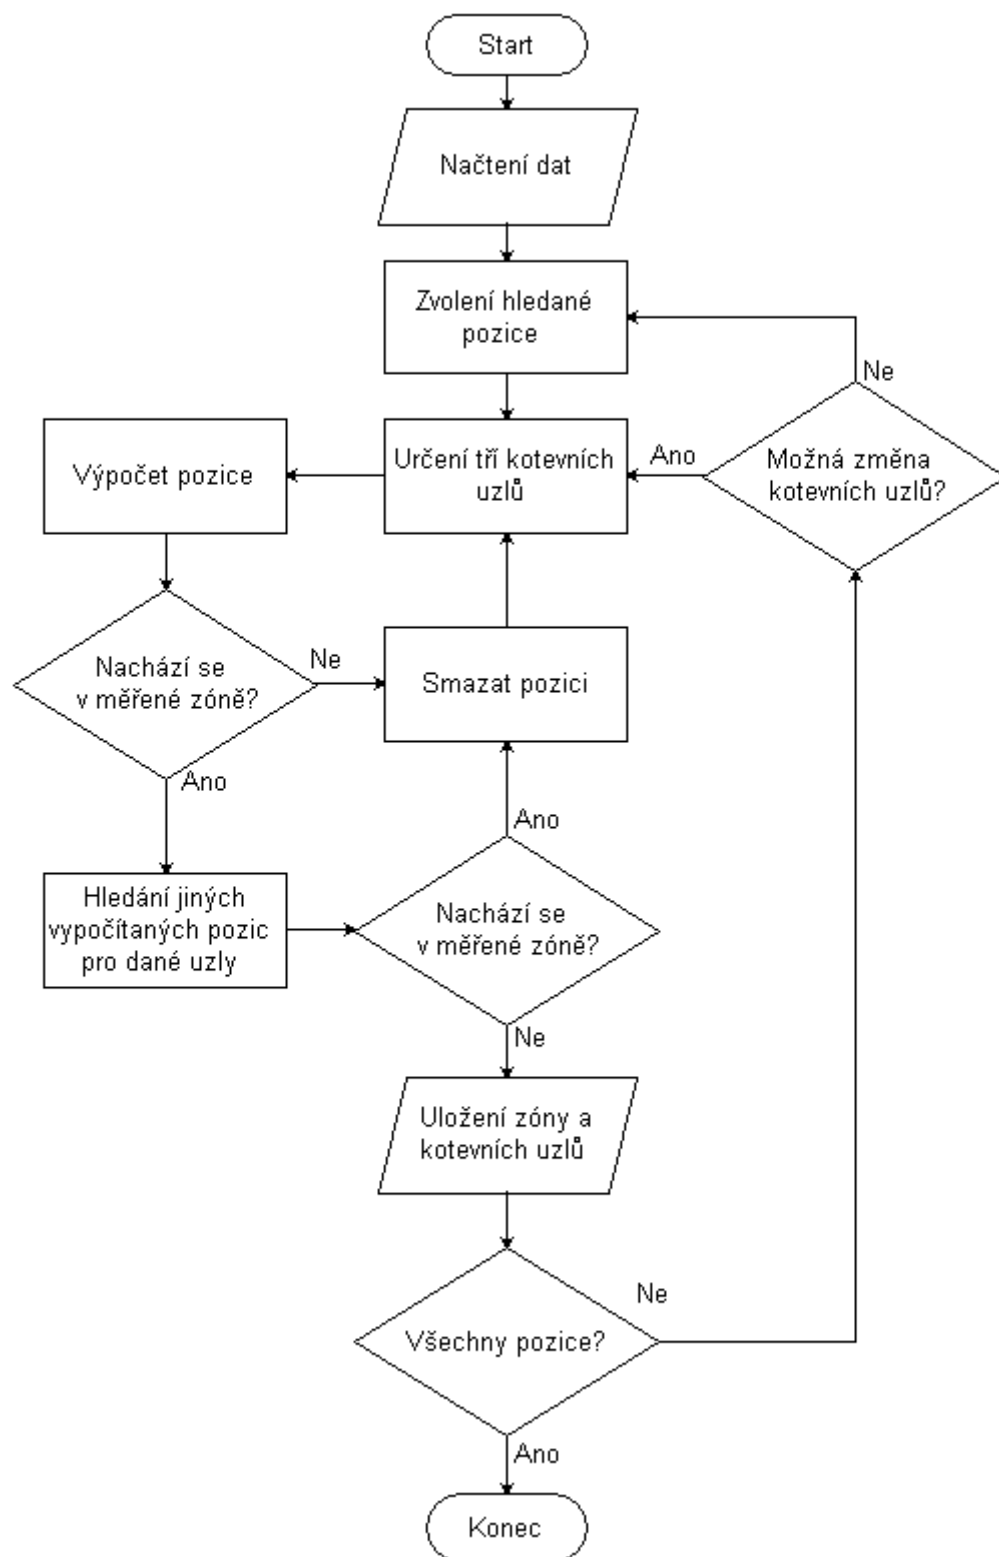 Start
Načtení dat
Zvolení hledané
pozice
Ne
Výpočet pozice
Určení tří kotevních
uzlů
Ano
Možná změna
kotevních uzlů?
Nachází se
v měřené zóně?
Ne
Smazat pozici
Ano
Ano
Hledání jiných
vypočítaných pozic
pro dané uzly
Nachází se
v měřené zóně?
Ne
Uložení zóny a
kotevních uzlů
Ne
Všechny pozice?
Ano
Konec